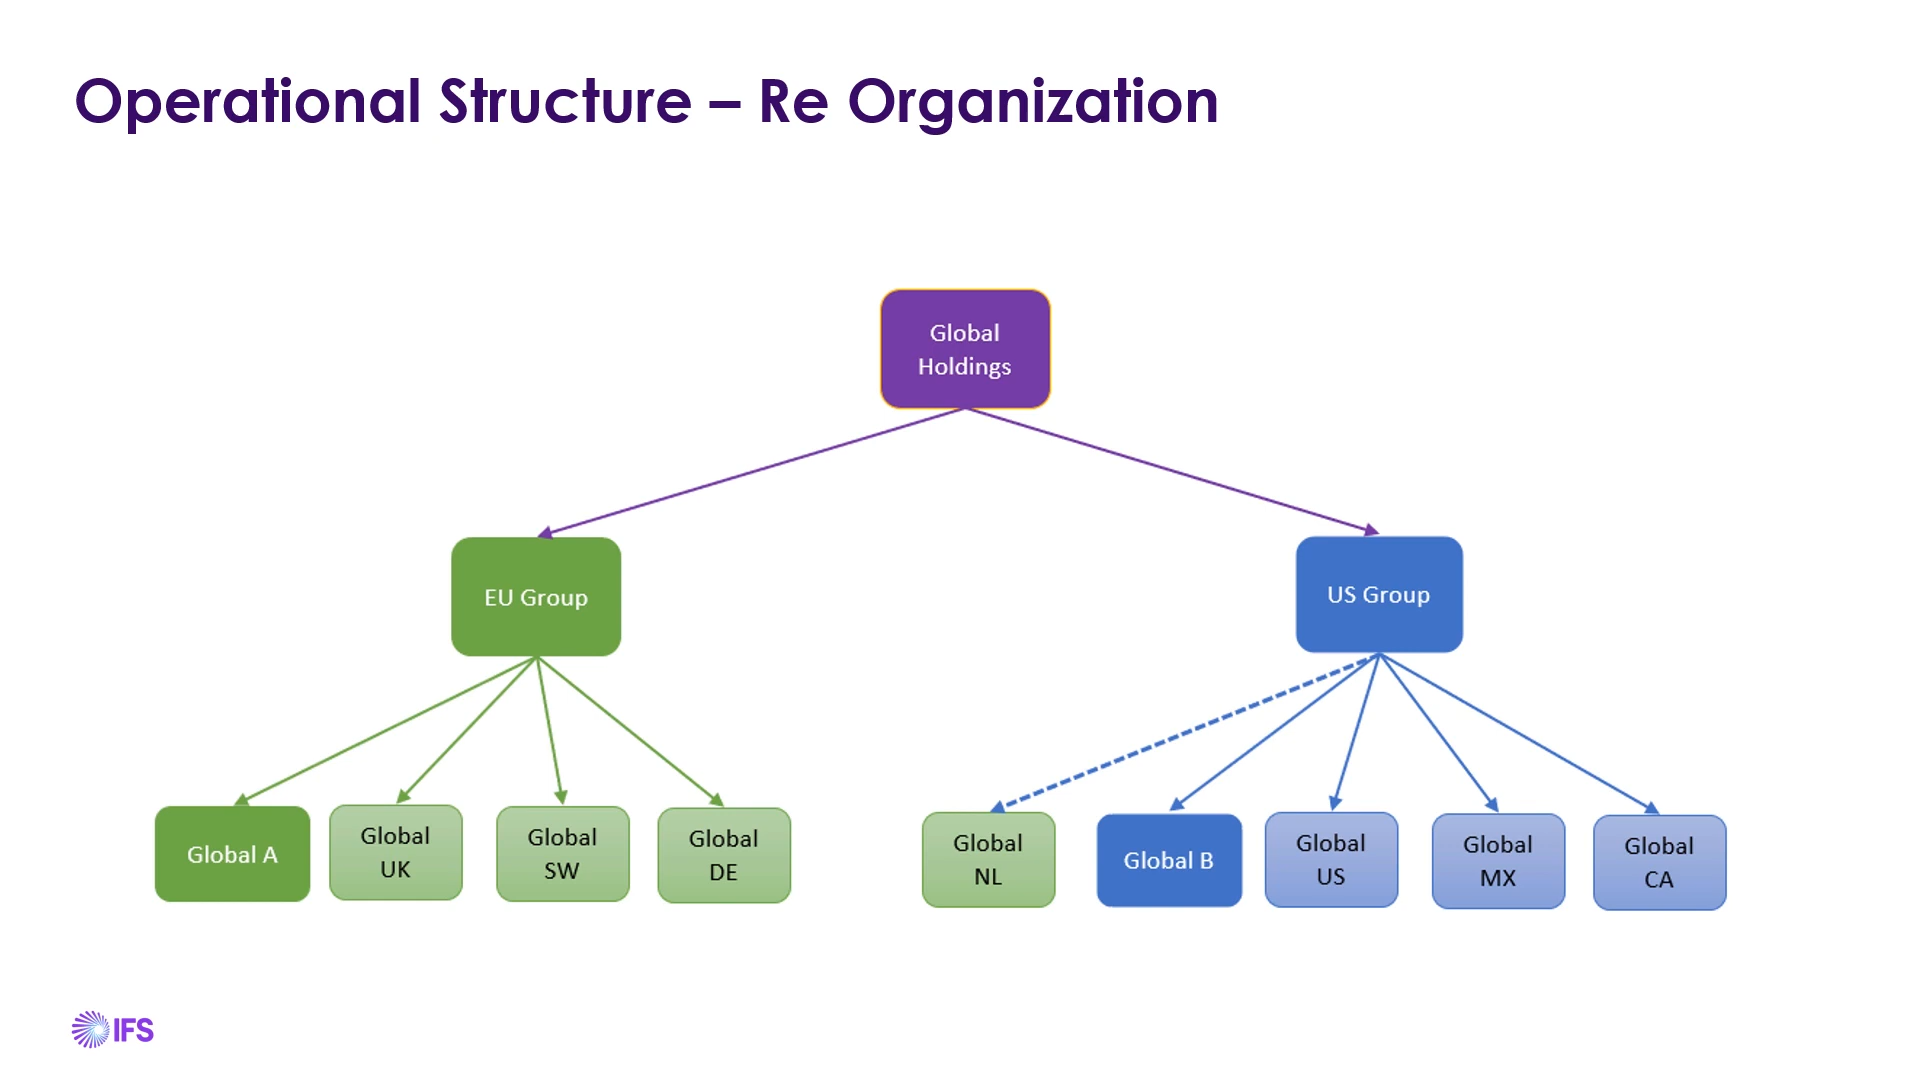 Operational Structure – Re Organization
Global
Holdings
EU Group
US Group
Global A
Global
UK
Global
SW
Global
DE
Global
NL
Global B
Global
US
Global
MX
Global
CA
IFS